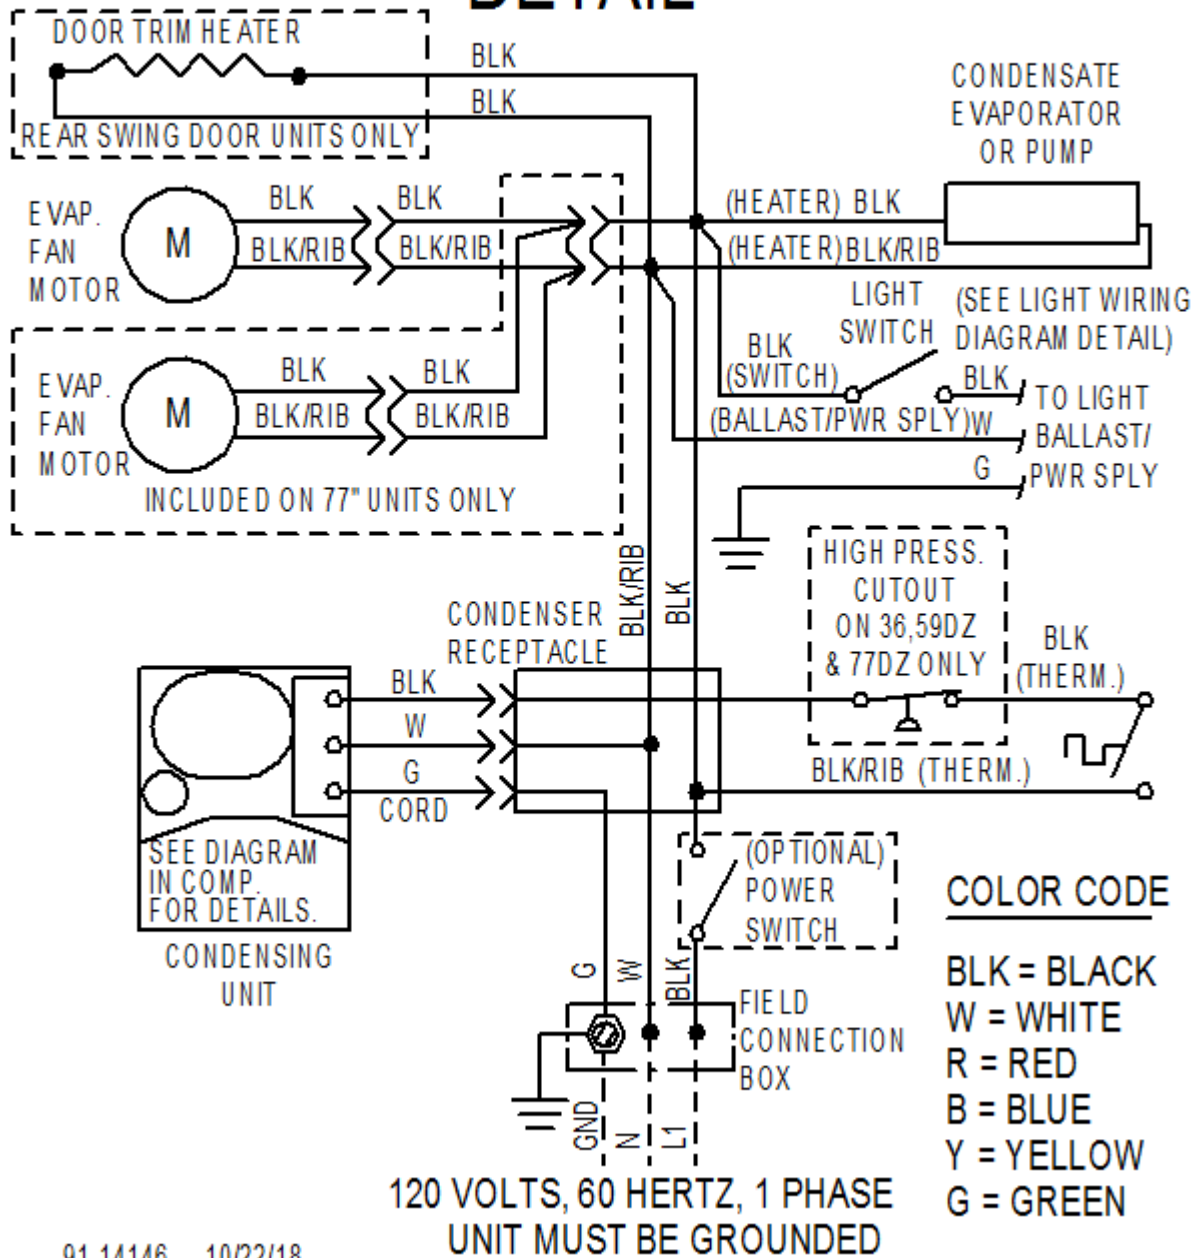 DETAIL
DOOR TRIM HEATER
BLK
BLK
REAR SWING DOOR UNITS ONLY
CONDENSATE
EVAPORATOR
OR PUMP
EVAP.
FAN
MOTOR
M
BLK
BLK
BLK/RIB
BLK/RIB
(HEATER) BLK
(HEATER) BLK/RIB
LIGHT
SWITCH
(SEE LIGHT WIRING
DIAGRAM DETAIL)
BLK
(SWITCH)
BLK
(BALLAST/PWR SPLY) W
G
TO LIGHT
BALLAST/
PWR SPLY
EVAP.
FAN
MOTOR
M
BLK
BLK
BLK/RIB
BLK/RIB
INCLUDED ON 77" UNITS ONLY
BLK/RIB
BLK
HIGH PRESS.
CUTOUT
ON 36,59DZ
& 77DZ ONLY
BLK
(THERM.)
BLK/RIB (THERM.)
CONDENSER
RECEPTACLE
BLK
W
G
CORD
SEE DIAGRAM
IN COMP.
FOR DETAILS.
CONDENSING
UNIT
(OPTIONAL)
POWER
SWITCH
G
W
BLK
FIELD
CONNECTION
BOX
GND
N
L1
120 VOLTS, 60 HERTZ, 1 PHASE
UNIT MUST BE GROUNDED
COLOR CODE
BLK = BLACK
W = WHITE
R = RED
B = BLUE
Y = YELLOW
G = GREEN
91 14146 10/22/18